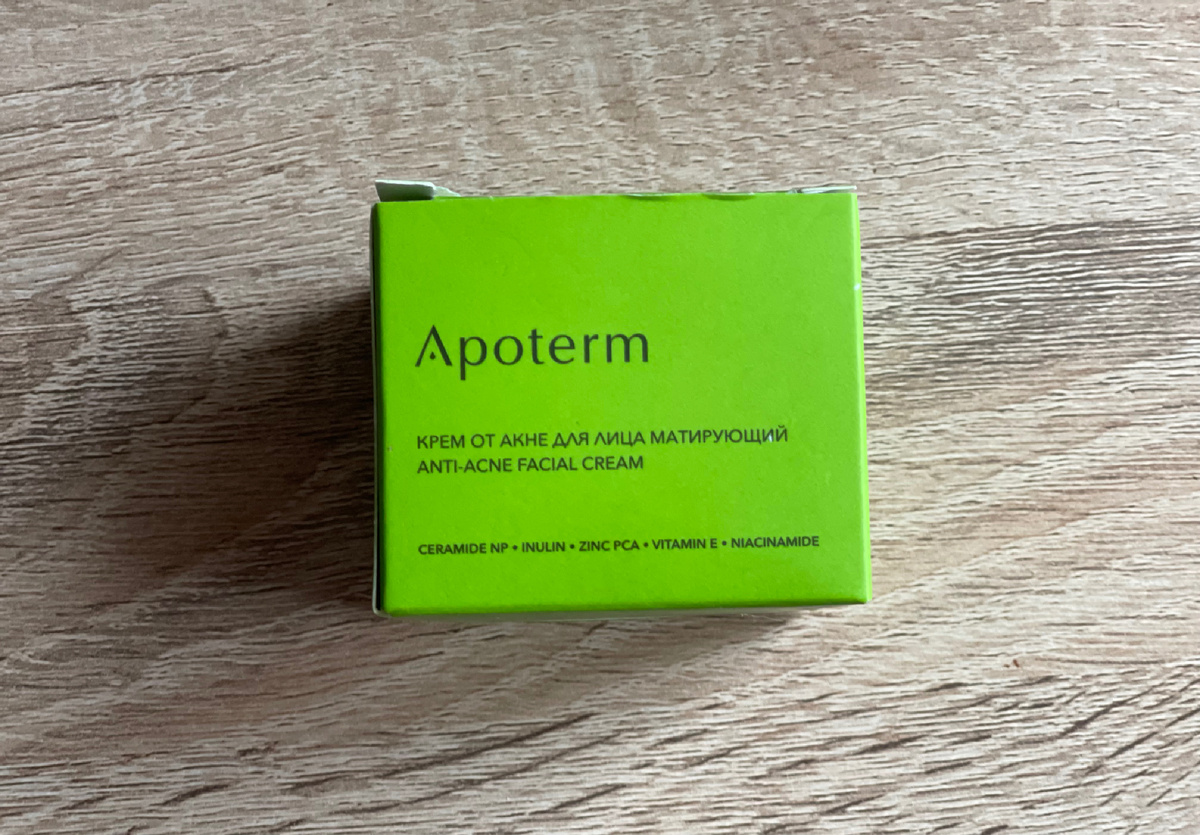 Apoterm
КРЕМ ОТ АКНЕ ДЛЯ ЛИЦА МАТИРУЮЩИЙ
ANTI-ACNE FACIAL CREAM
CERAMIDE NP • INULIN • ZINC PCA • VITAMIN E • NIACINAMIDE